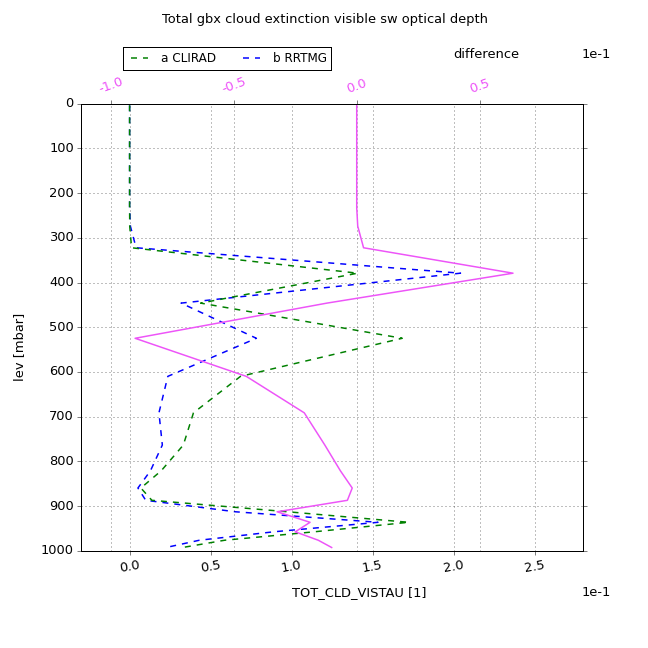 Total gbx cloud extinction visible sw optical depth
a CLIRAD b RRTMG difference 1e-1
-1.0 -0.5 0.0 0.5
0
100
200
300
400
500
600
700
800
900
1000
lev [mbar]
0.0 0.5 1.0 1.5 2.0 2.5
TOT_CLD_VISTAU [1] 1e-1